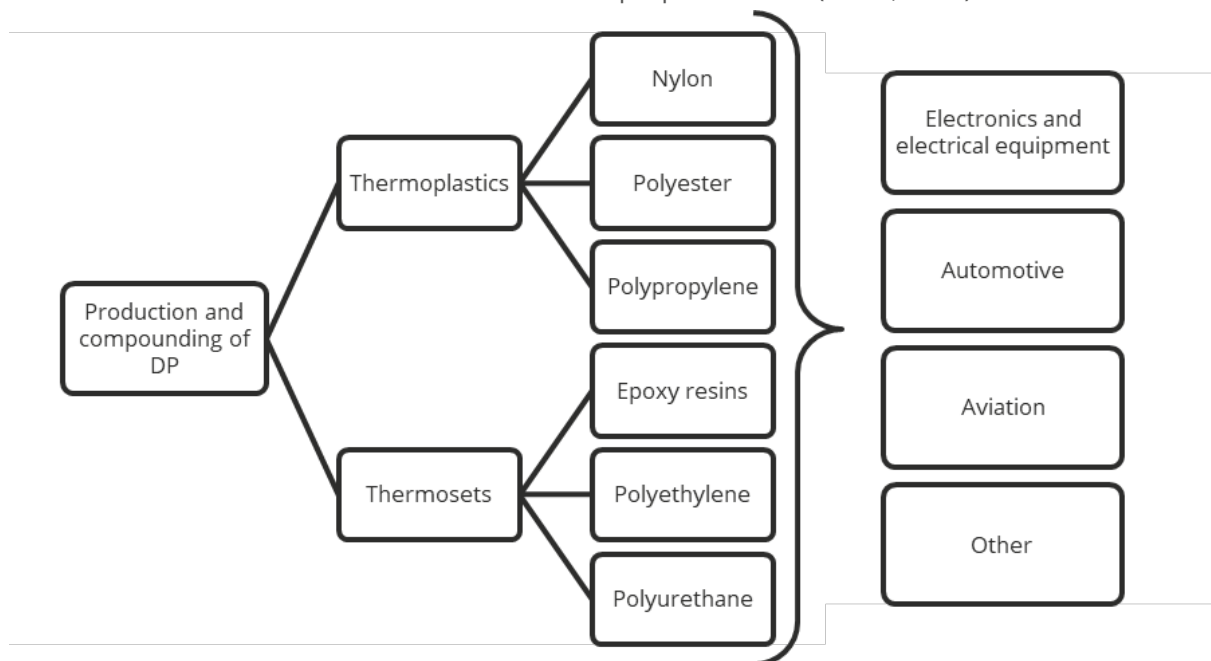 Nylon
Electronics and
electrical equipment
Thermoplastics
Polyester
Automotive
Polypropylene
Production and
compounding of
DP
Epoxy resins
Aviation
Thermosets
Polyethylene
Other
Polyurethane